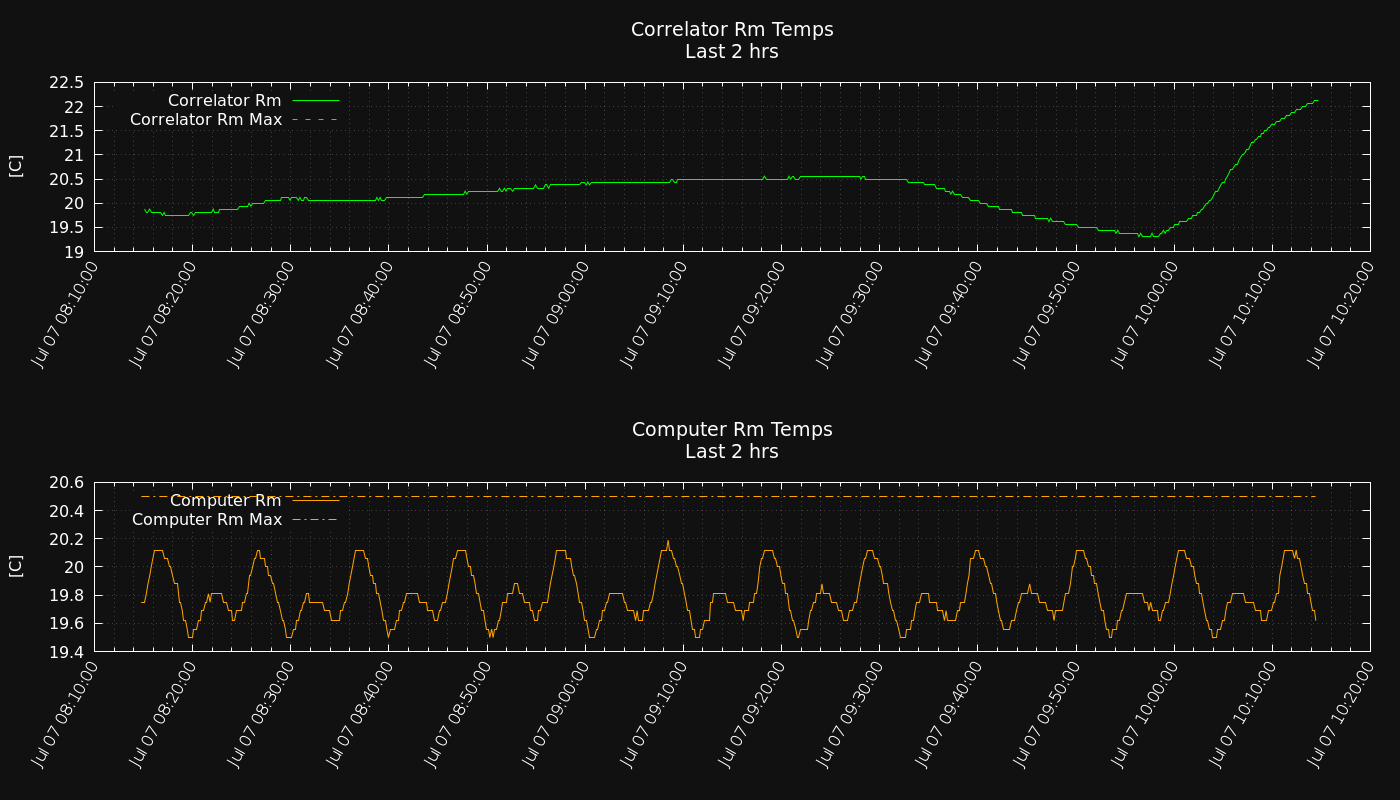 Correlator Rm Temps
Last 2 hrs
22.5
22
21.5
21
20.5
20
19.5
19
[C]
Correlator Rm
Correlator Rm Max
Jul 07 08:10:00
Jul 07 08:20:00
Jul 07 08:30:00
Jul 07 08:40:00
Jul 07 08:50:00
Jul 07 09:00:00
Jul 07 09:10:00
Jul 07 09:20:00
Jul 07 09:30:00
Jul 07 09:40:00
Jul 07 09:50:00
Jul 07 10:00:00
Jul 07 10:10:00
Jul 07 10:20:00
Computer Rm Temps
Last 2 hrs
20.6
20.4
20.2
20
19.8
19.6
19.4
[C]
Computer Rm
Computer Rm Max
Jul 07 08:10:00
Jul 07 08:20:00
Jul 07 08:30:00
Jul 07 08:40:00
Jul 07 08:50:00
Jul 07 09:00:00
Jul 07 09:10:00
Jul 07 09:20:00
Jul 07 09:30:00
Jul 07 09:40:00
Jul 07 09:50:00
Jul 07 10:00:00
Jul 07 10:10:00
Jul 07 10:20:00